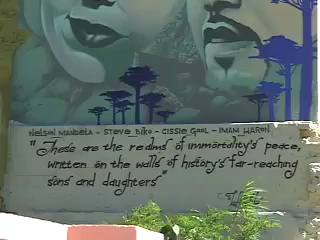 NELSON MANDELA - STEVE BIKO - CISSIE GOOL - IMAM HARON
"These are the realms of immortality's peace,
written on the walls of history's far-reaching
sons and daughters"